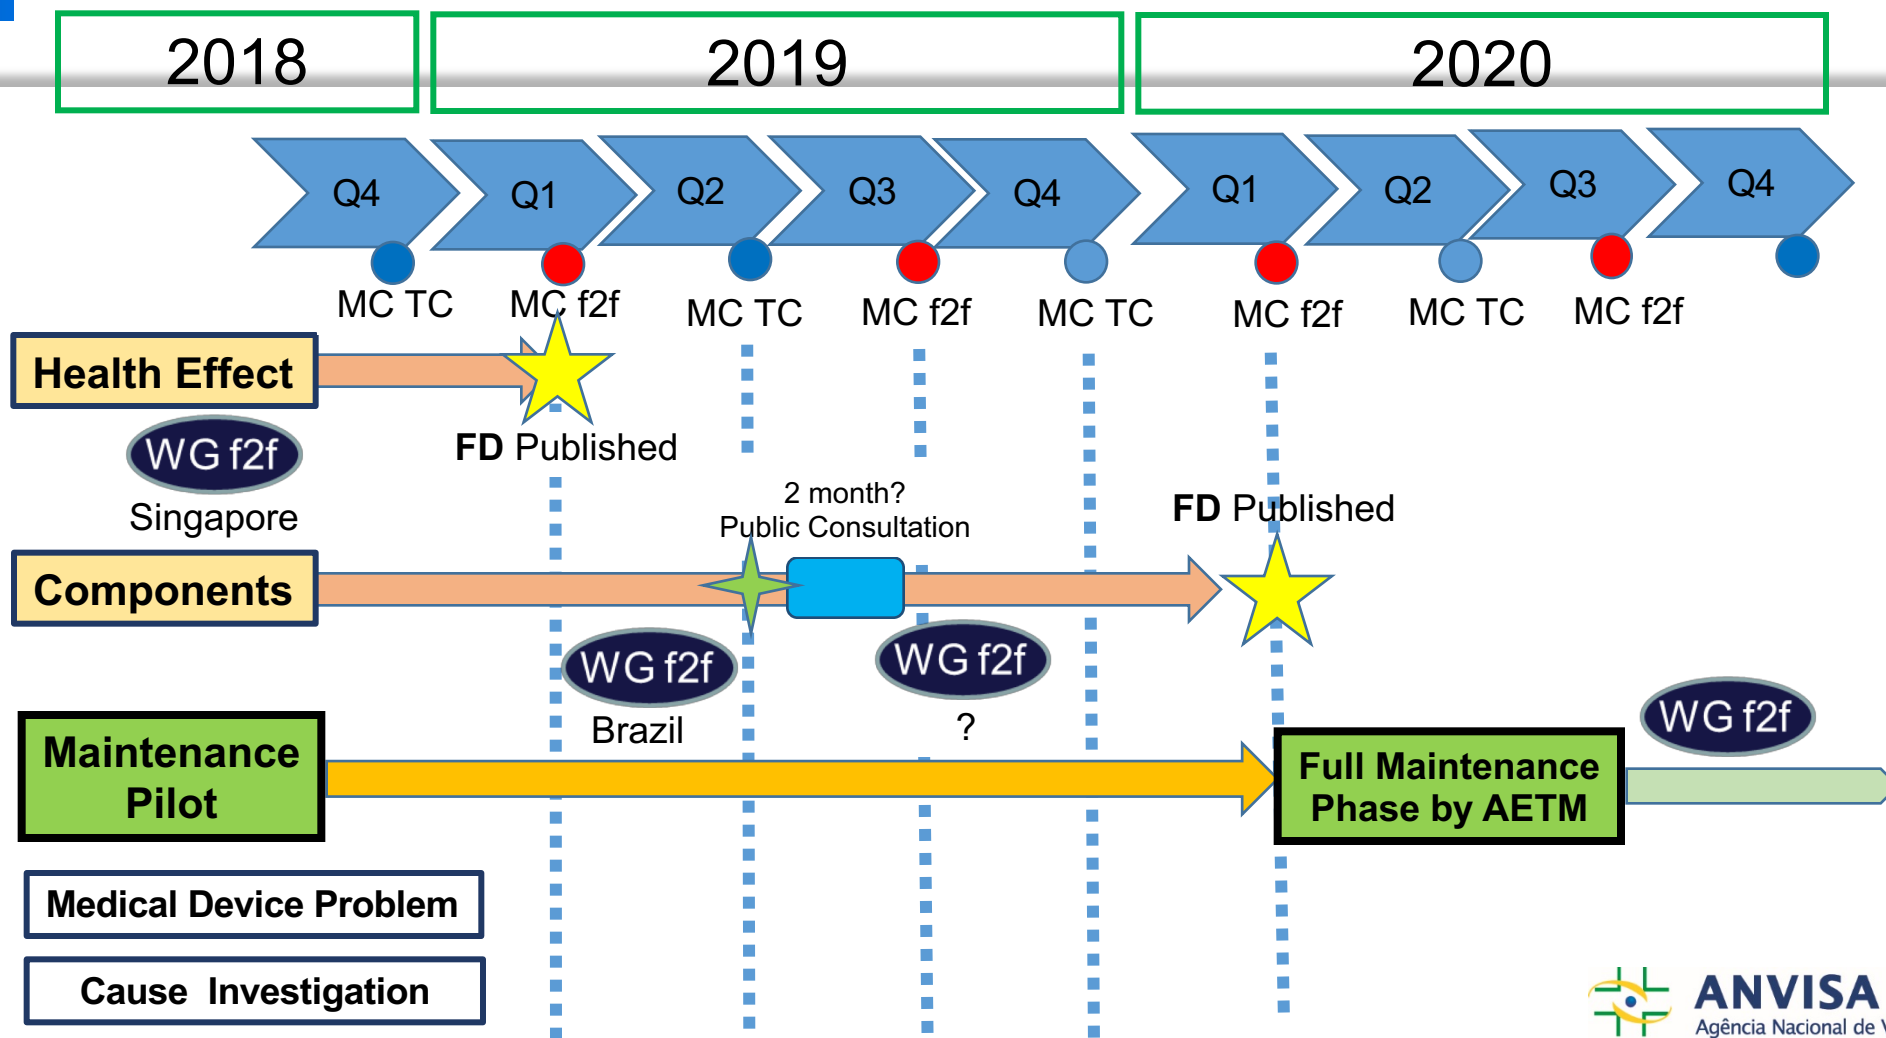 2018
2019
2020
Q4
Q1
Q2
Q3
Q4
Q1
Q2
Q3
Q4
MC TC
MC f2f
MC TC
MC f2f
MC TC
MC f2f
MC TC
MC f2f
Health Effect
FD Published
WG f2f
Singapore
2 month?
Public Consultation
FD Published
Components
WG f2f
Brazil
WG f2f
?
WG f2f
Maintenance
Pilot
Full Maintenance
Phase by AETM
Medical Device Problem
Cause Investigation
ANVISA
Agência Nacional de